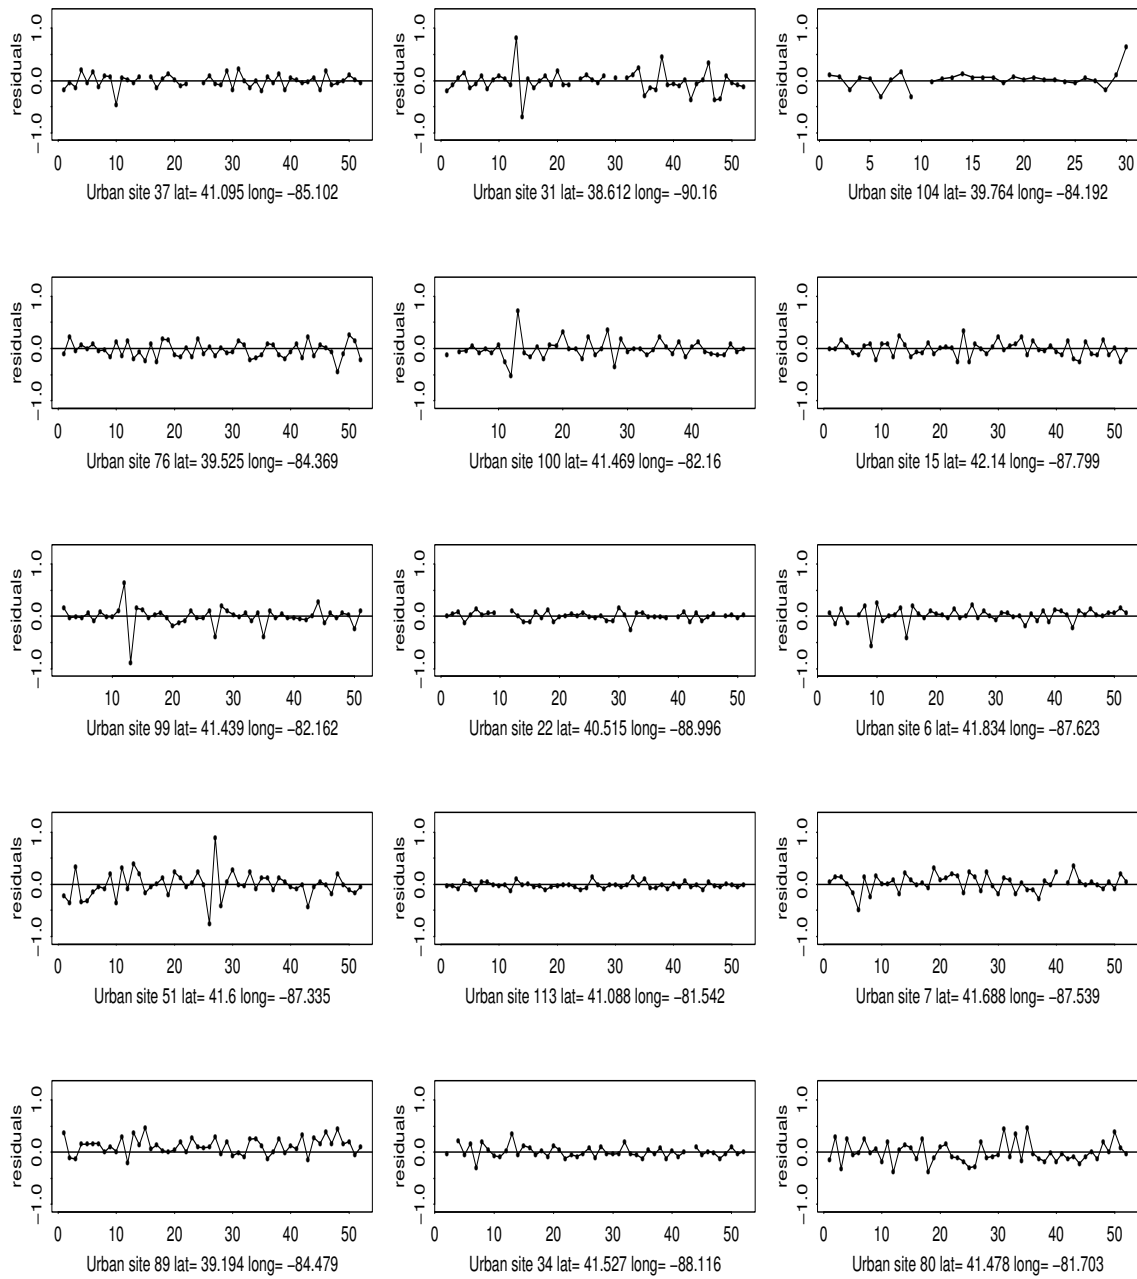 residuals
−1.0 0.0 1.0
0 10 20 30 40 50
Urban site 37 lat= 41.095 long= −85.102
residuals
−1.0 0.0 1.0
0 10 20 30 40 50
Urban site 31 lat= 38.612 long= −90.16
residuals
−1.0 0.0 1.0
0 5 10 15 20 25 30
Urban site 104 lat= 39.764 long= −84.192
residuals
−1.0 0.0 1.0
0 10 20 30 40 50
Urban site 76 lat= 39.525 long= −84.369
residuals
−1.0 0.0 1.0
10 20 30 40
Urban site 100 lat= 41.469 long= −82.16
residuals
−1.0 0.0 1.0
0 10 20 30 40 50
Urban site 15 lat= 42.14 long= −87.799
residuals
−1.0 0.0 1.0
10 20 30 40 50
Urban site 99 lat= 41.439 long= −82.162
residuals
−1.0 0.0 1.0
0 10 20 30 40 50
Urban site 22 lat= 40.515 long= −88.996
residuals
−1.0 0.0 1.0
0 10 20 30 40 50
Urban site 6 lat= 41.834 long= −87.623
residuals
−1.0 0.0 1.0
0 10 20 30 40 50
Urban site 51 lat= 41.6 long= −87.335
residuals
−1.0 0.0 1.0
0 10 20 30 40 50
Urban site 113 lat= 41.088 long= −81.542
residuals
−1.0 0.0 1.0
0 10 20 30 40 50
Urban site 7 lat= 41.688 long= −87.539
residuals
−1.0 0.0 1.0
0 10 20 30 40 50
Urban site 89 lat= 39.194 long= −84.479
residuals
−1.0 0.0 1.0
0 10 20 30 40 50
Urban site 34 lat= 41.527 long= −88.116
residuals
−1.0 0.0 1.0
0 10 20 30 40 50
Urban site 80 lat= 41.478 long= −81.703